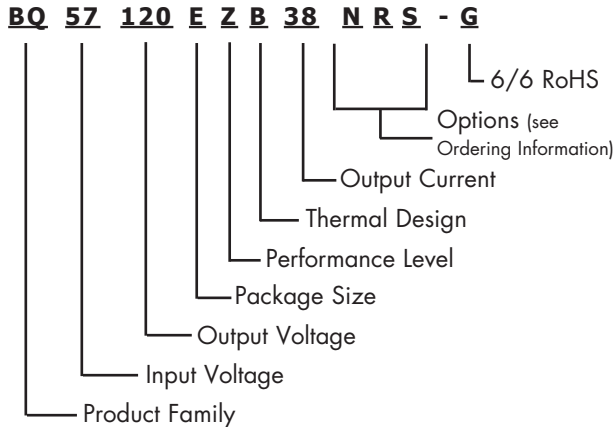 BQ 57 120 E Z B 38 N R S - G
6/6 RoHS
Options (see
Ordering Information)
Output Current
Thermal Design
Performance Level
Package Size
Output Voltage
Input Voltage
Product Family